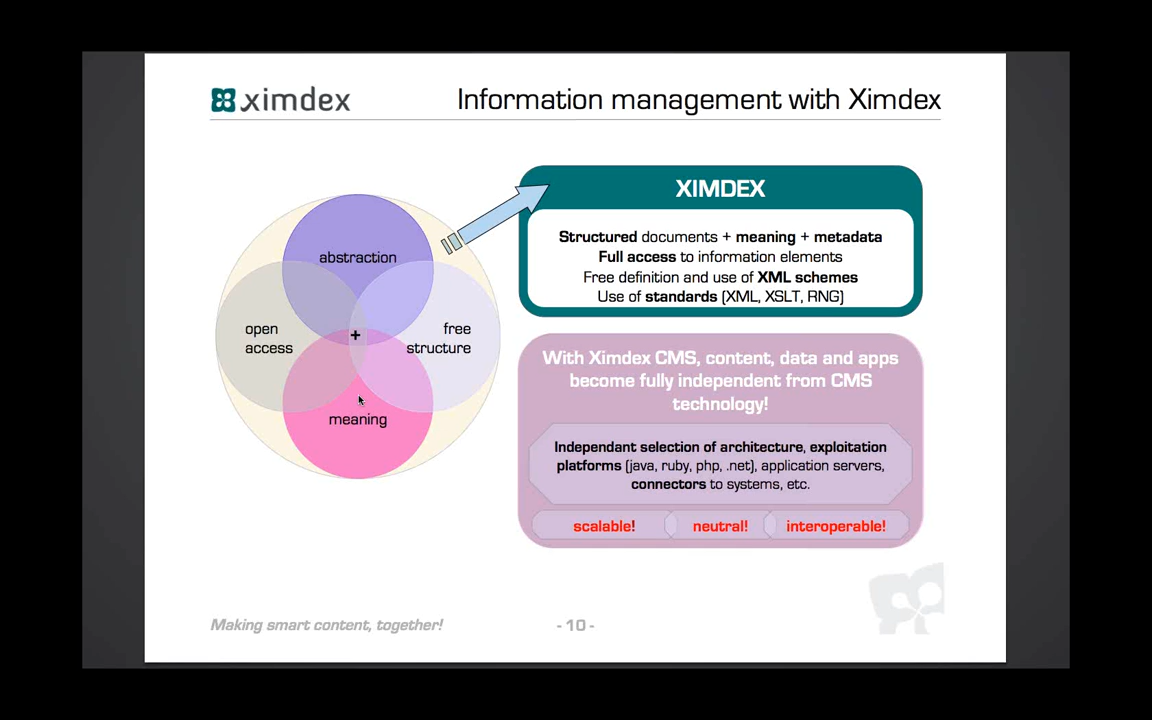 ximdex
Information management with Ximdex
abstraction
open
access
+
free
structure
meaning
XIMDEX
Structured documents + meaning + metadata
Full access to information elements
Free definition and use of XML schemes
Use of standards (XML, XSLT, RNG)
With Ximdex CMS, content, data and apps
become fully independent from CMS
technology!
Independant selection of architecture, exploitation
platforms (java, ruby, php, .net), application servers,
connectors to systems, etc.
scalable!
neutral!
interoperable!
Making smart content, together!
- 10 -